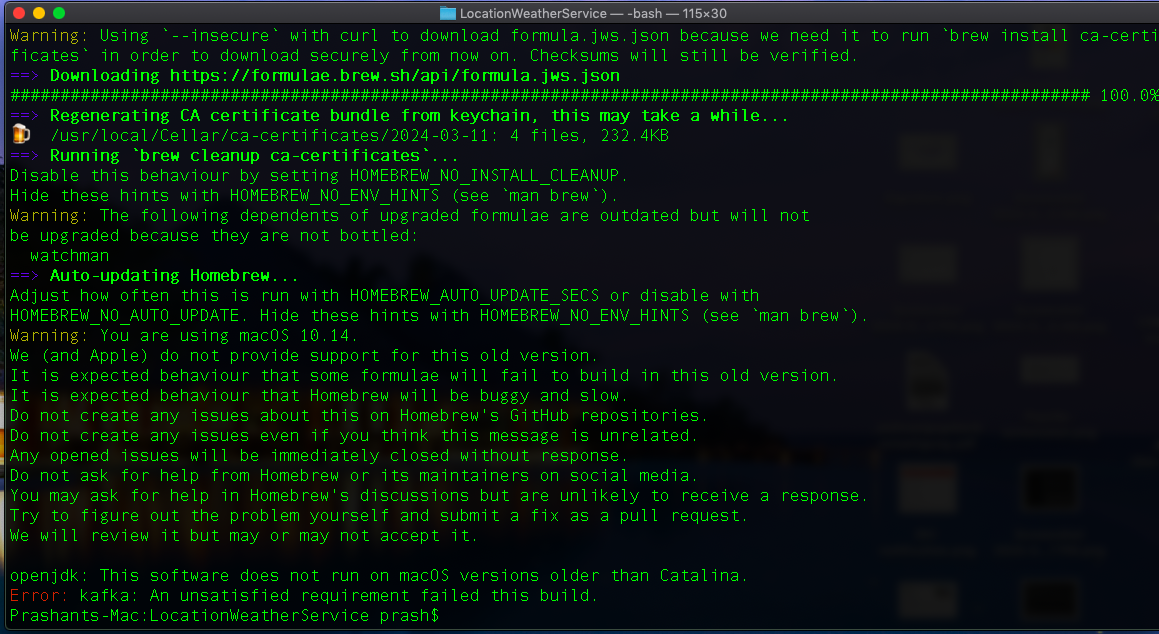 LocationWeatherService — -bash — 115×30
Warning: Using `--insecure` with curl to download formula.jws.json because we need it to run `brew install ca-certi
ficates` in order to download securely from now on. Checksums will still be verified.
==> Downloading https://formulae.brew.sh/api/formula.jws.json
############################################################################################################ 100.0%
==> Regenerating CA certificate bundle from keychain, this may take a while...
🍺  /usr/local/Cellar/ca-certificates/2024-03-11: 4 files, 232.4KB
==> Running `brew cleanup ca-certificates`...
Disable this behaviour by setting HOMEBREW_NO_INSTALL_CLEANUP.
Hide these hints with HOMEBREW_NO_ENV_HINTS (see `man brew`).
Warning: The following dependents of upgraded formulae are outdated but will not
be upgraded because they are not bottled:
  watchman
==> Auto-updating Homebrew...
Adjust how often this is run with HOMEBREW_AUTO_UPDATE_SECS or disable with
HOMEBREW_NO_AUTO_UPDATE. Hide these hints with HOMEBREW_NO_ENV_HINTS (see `man brew`).
Warning: You are using macOS 10.14.
We (and Apple) do not provide support for this old version.
It is expected behaviour that some formulae will fail to build in this old version.
It is expected behaviour that Homebrew will be buggy and slow.
Do not create any issues about this on Homebrew's GitHub repositories.
Do not create any issues even if you think this message is unrelated.
Any opened issues will be immediately closed without response.
Do not ask for help from Homebrew or its maintainers on social media.
You may ask for help in Homebrew's discussions but are unlikely to receive a response.
Try to figure out the problem yourself and submit a fix as a pull request.
We will review it but may or may not accept it.

openjdk: This software does not run on macOS versions older than Catalina.
Error: kafka: An unsatisfied requirement failed this build.
Prashants-Mac:LocationWeatherService prash$